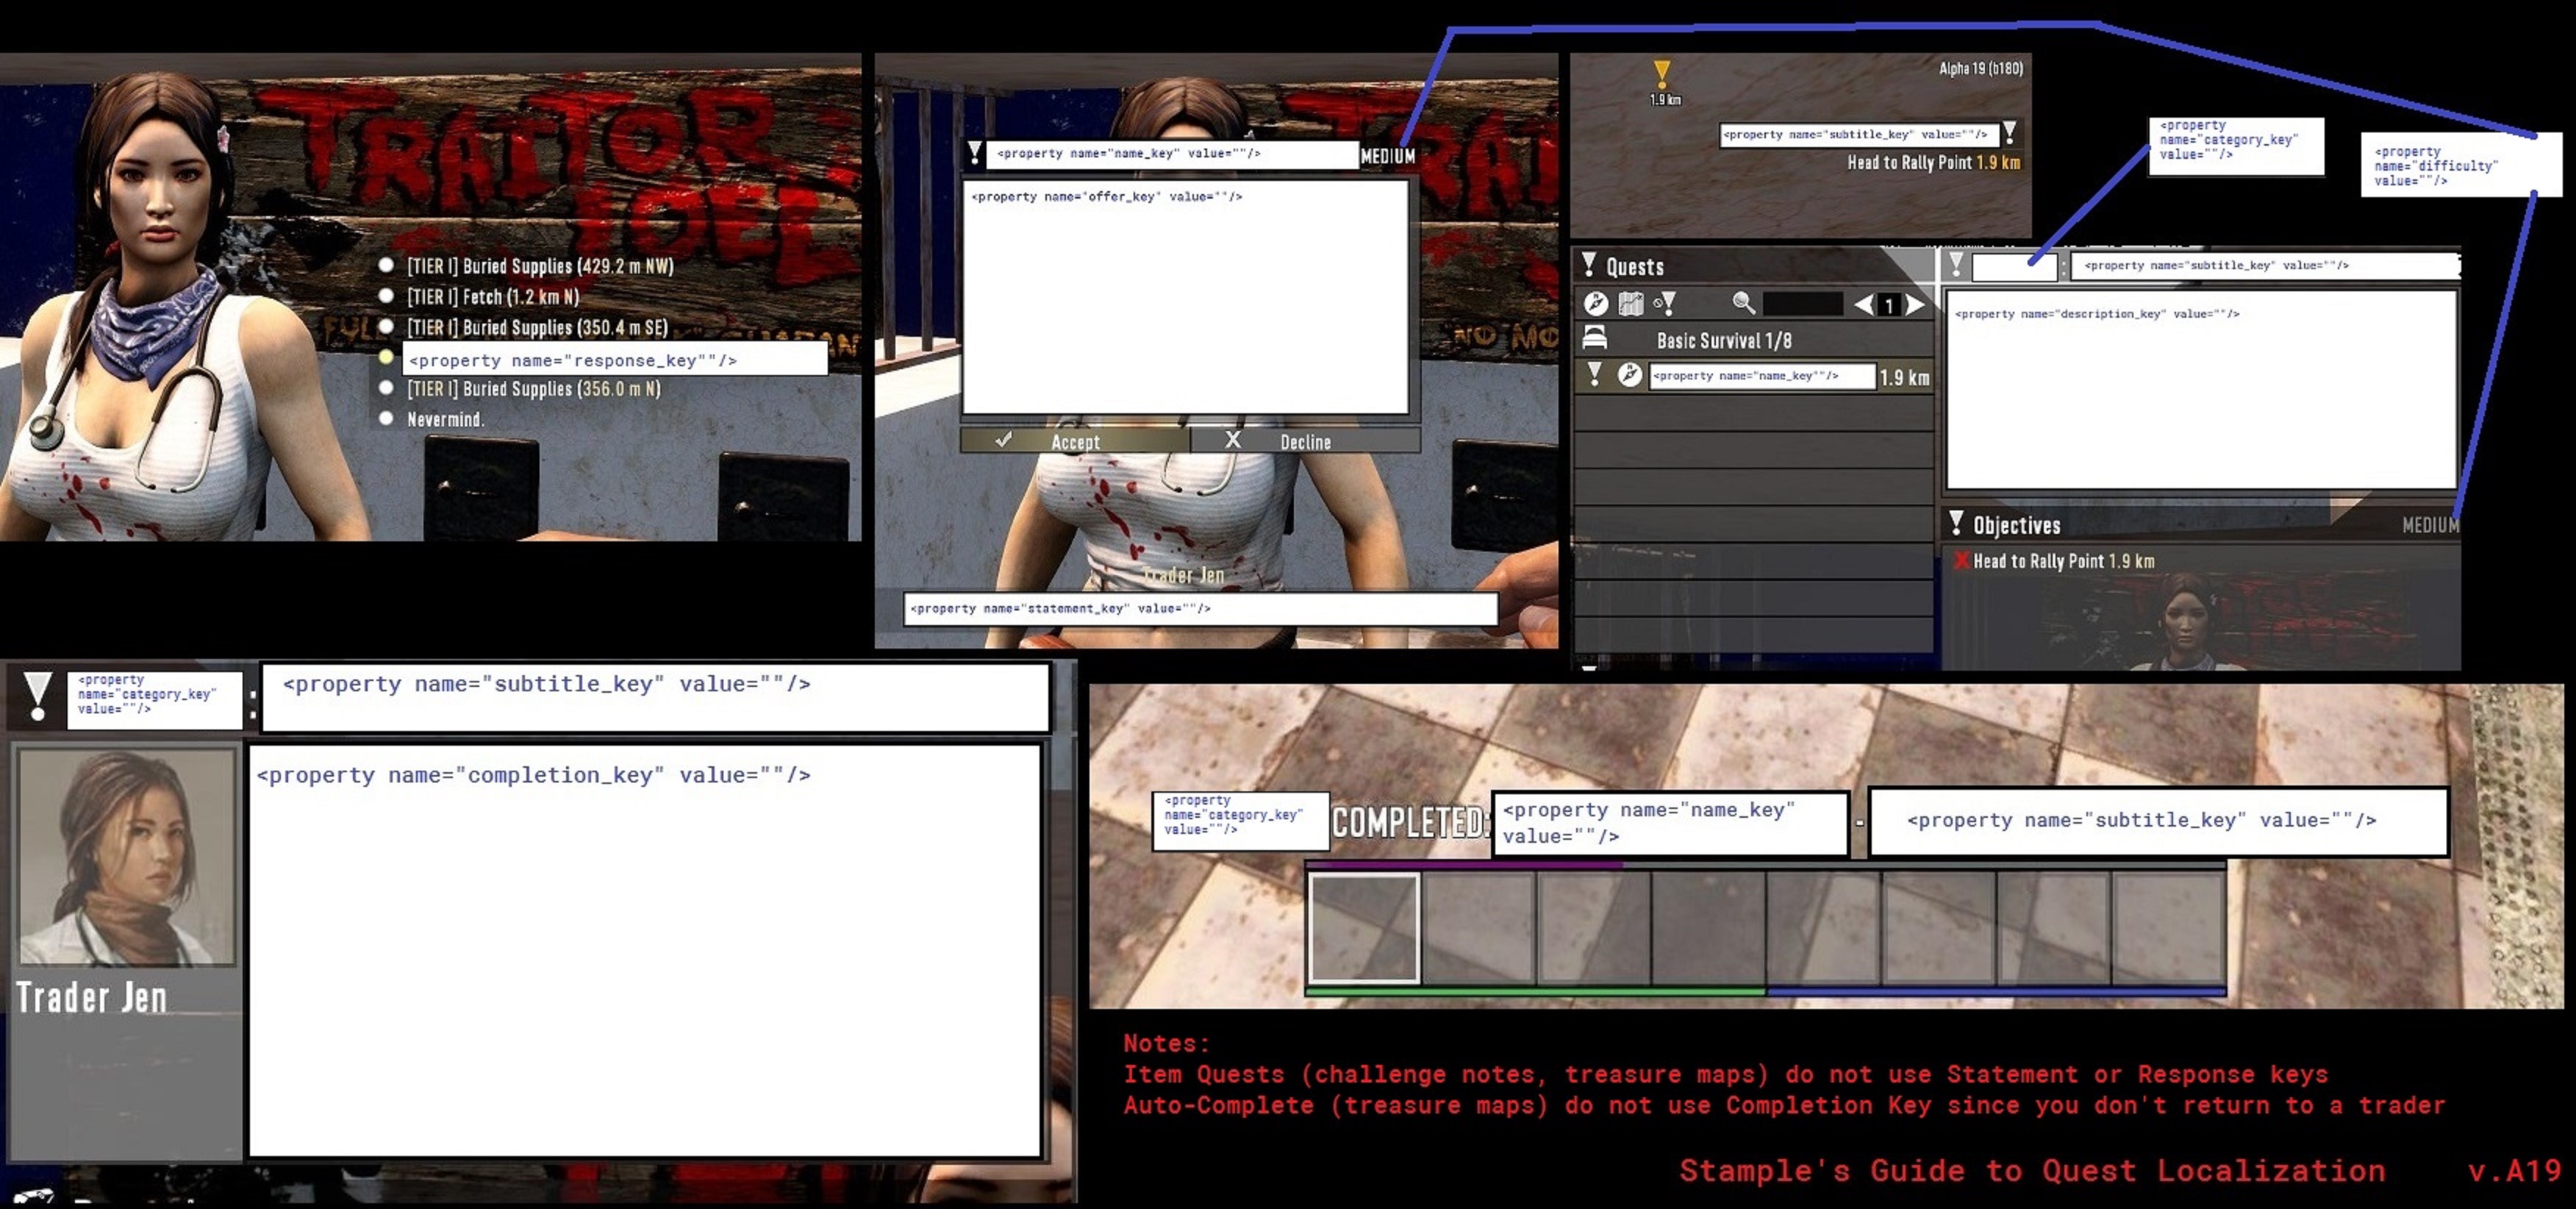 TRAITOR
JOEL
[TIER I] Buried Supplies (429.2 m NW)
[TIER I] Fetch (1.2 km N)
[TIER I] Buried Supplies (350.4 m SE)
<property name="response_key""/>
[TIER I] Buried Supplies (356.0 m N)
Nevermind.
<property name="name_key" value=""/>
MEDIUM
<property name="offer_key" value=""/>
"NO MO
Accept
Decline
Trader Jen
<property name="statement_key" value=""/>
Alpha 19 (b180)
1.9 km
<property name="subtitle_key" value=""/>
Head to Rally Point 1.9 km
<property
name="category_key"
value=""/>
<property
name="difficulty"
value=""/>
Quests
1
Basic Survival 1/8
<property name="name_key""/>
1.9 km
: <property name="subtitle_key" value=""/>
<property name="description_key" value=""/>
Objectives
MEDIUM
X Head to Rally Point 1.9 km
<property
name="category_key"
value=""/>
: <property name="subtitle_key" value=""/>
Trader Jen
<property name="completion_key" value=""/>
<property
name="category_key"
value=""/>
COMPLETED:
<property name="name_key"
value=""/>
- <property name="subtitle_key" value=""/>
Notes:
Item Quests (challenge notes, treasure maps) do not use Statement or Response keys
Auto-Complete (treasure maps) do not use Completion Key since you don't return to a trader
Stample's Guide to Quest Localization v.A19